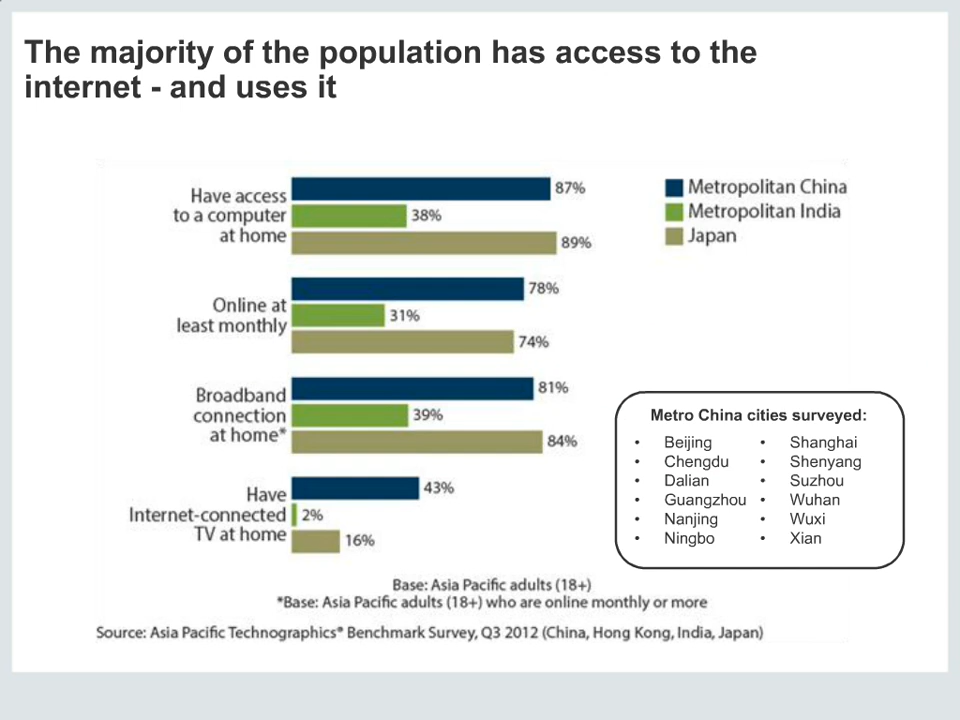 The majority of the population has access to the
internet - and uses it
Have access
to a computer
at home
87%
38%
89%
Metropolitan China
Metropolitan India
Japan
Online at
least monthly
78%
31%
74%
Broadband
connection
at home*
81%
39%
84%
Have
Internet-connected
TV at home
43%
2%
16%
Metro China cities surveyed:
• Beijing
• Chengdu
• Dalian
• Guangzhou
• Nanjing
• Ningbo
• Shanghai
• Shenyang
• Suzhou
• Wuhan
• Wuxi
• Xian
Base: Asia Pacific adults (18+)
*Base: Asia Pacific adults (18+) who are online monthly or more
Source: Asia Pacific Technographics® Benchmark Survey, Q3 2012 (China, Hong Kong, India, Japan)